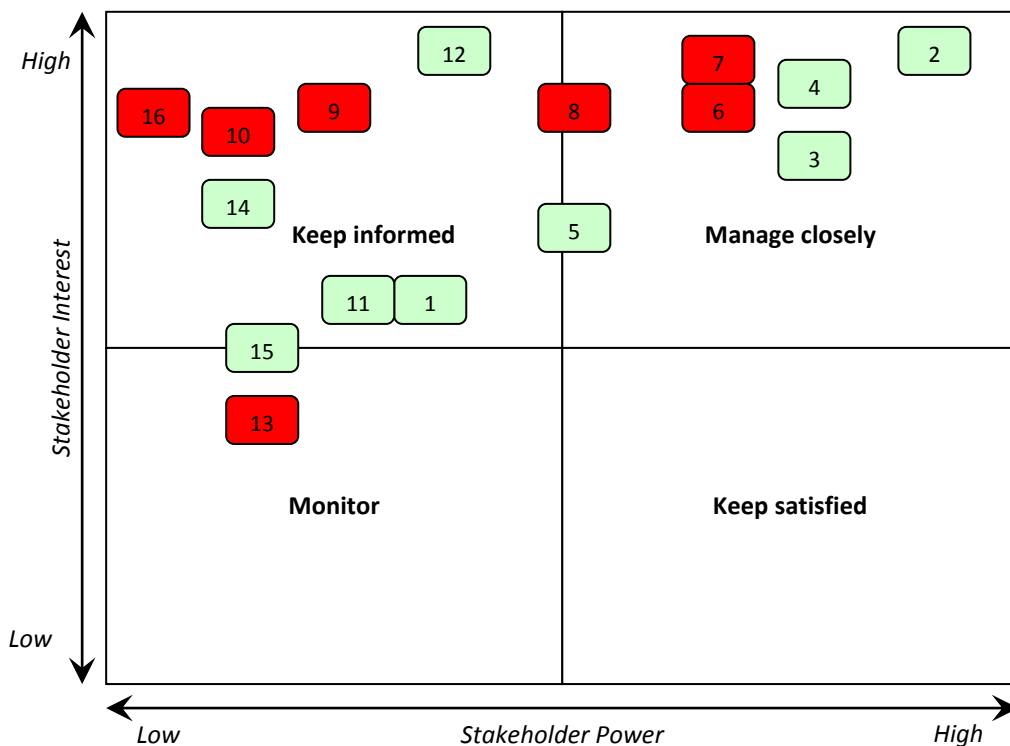 High
12
2
7
4
16
9
8
6
10
3
14
5
Keep informed
Manage closely
11
1
Stakeholder Interest
15
13
Monitor
Keep satisfied
Low
Low
Stakeholder Power
High